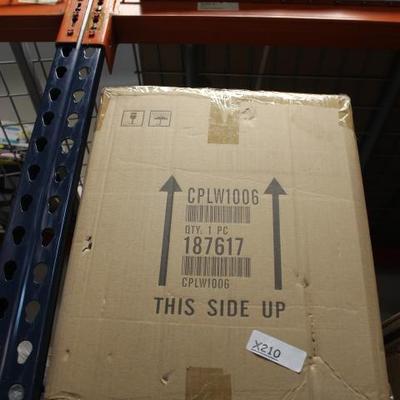 CPLW1006
QTY. 1 PC
187617
CPLW1006
THIS SIDE UP
X210